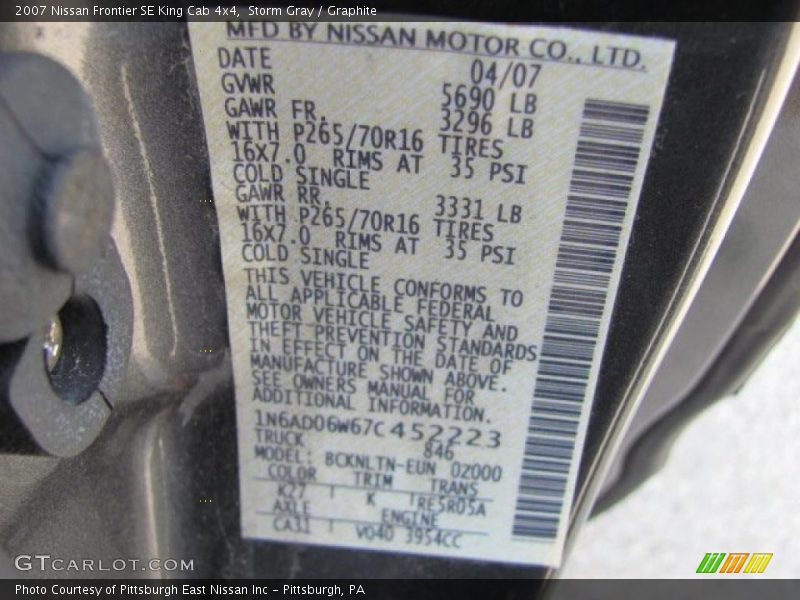 2007 Nissan Frontier SE King Cab 4x4, Storm Gray / Graphite
MFD BY NISSAN MOTOR CO., LTD.
DATE 04/07
GVWR 5690 LB
GAWR FR. 3296 LB
WITH P265/70R16 TIRES
16X7.0 RIMS AT 35 PSI
COLD SINGLE
GAWR RR. 3331 LB
WITH P265/70R16 TIRES
16X7.0 RIMS AT 35 PSI
COLD SINGLE
THIS VEHICLE CONFORMS TO
ALL APPLICABLE FEDERAL
MOTOR VEHICLE SAFETY AND
THEFT PREVENTION STANDARDS
IN EFFECT ON THE DATE OF
MANUFACTURE SHOWN ABOVE.
SEE OWNERS MANUAL FOR
ADDITIONAL INFORMATION.
1N6AD06W67C452223
TRUCK 846
MODEL: BCKNLTN-EUN 02000
COLOR TRIM TRANS
K27 K RE5R05A
AXLE ENGINE
CA31 VQ40 3954CC
GTCARLOT.COM
Photo Courtesy of Pittsburgh East Nissan Inc - Pittsburgh, PA